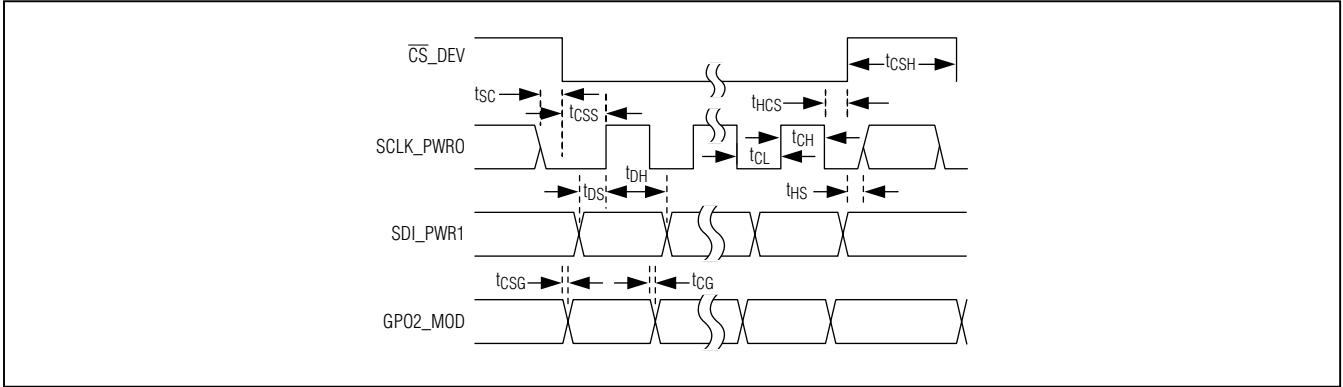 CS_DEV
tCSH
tSC
tHCS
tCSS
tCH
SCLK_PWR0
tCL
tDH
tDS
tHS
SDI_PWR1
tCSG
tCG
GPO2_MOD